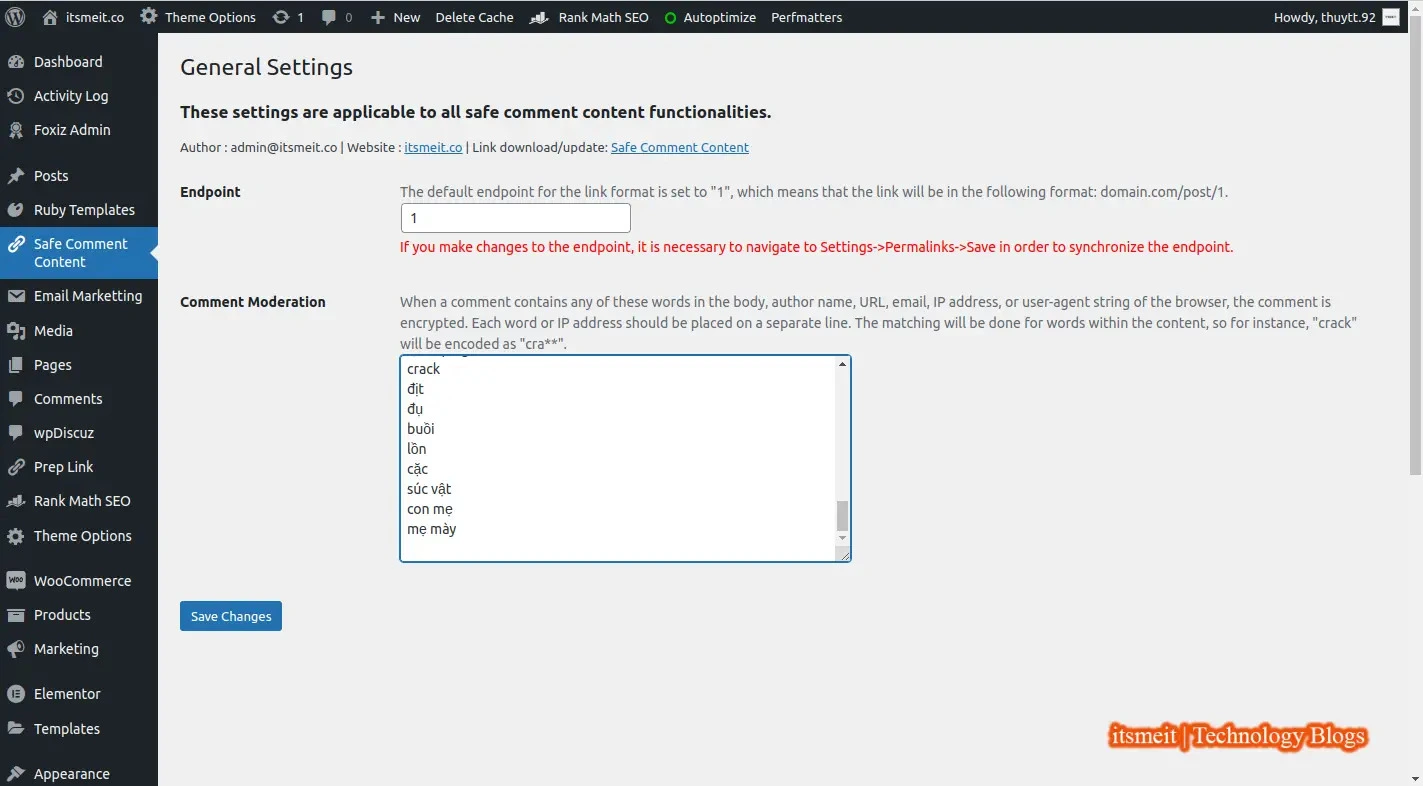 itsmeit.co Theme Options 1 0 New Delete Cache Rank Math SEO Autoptimize Perfmatters Howdy, thuytt.92
Dashboard
Activity Log
Foxiz Admin
Posts
Ruby Templates
Safe Comment
Content
Email Marketting
Media
Pages
Comments
wpDiscuz
Prep Link
Rank Math SEO
Theme Options
WooCommerce
Products
Marketing
Elementor
Templates
Appearance
General Settings
These settings are applicable to all safe comment content functionalities.
Author : admin@itsmeit.co | Website : itsmeit.co | Link download/update: Safe Comment Content
Endpoint
The default endpoint for the link format is set to "1", which means that the link will be in the following format: domain.com/post/1.
1
If you make changes to the endpoint, it is necessary to navigate to Settings->Permalinks->Save in order to synchronize the endpoint.
Comment Moderation
When a comment contains any of these words in the body, author name, URL, email, IP address, or user-agent string of the browser, the comment is
encrypted. Each word or IP address should be placed on a separate line. The matching will be done for words within the content, so for instance, "crack"
will be encoded as "cra**".
crack
địt
đụ
buồi
lồn
cặc
súc vật
con mẹ
mẹ mày
Save Changes
itsmeit | Technology Blogs